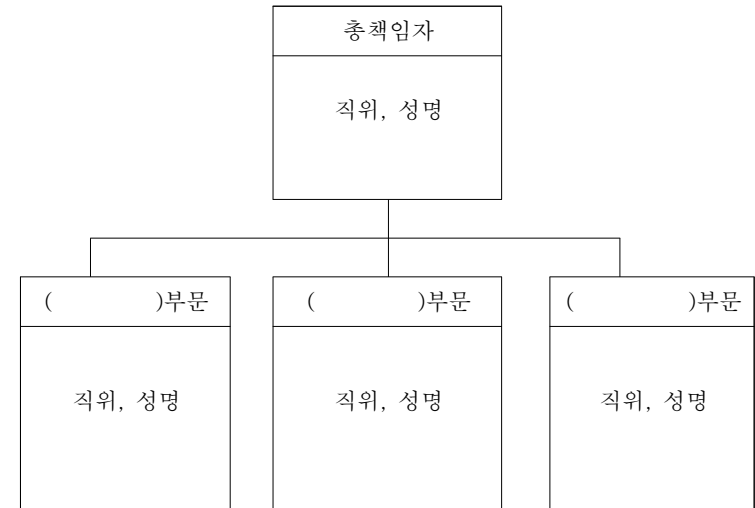 총책임자
직위, 성명
( )부문 ( )부문 ( )부문
직위, 성명 직위, 성명 직위, 성명